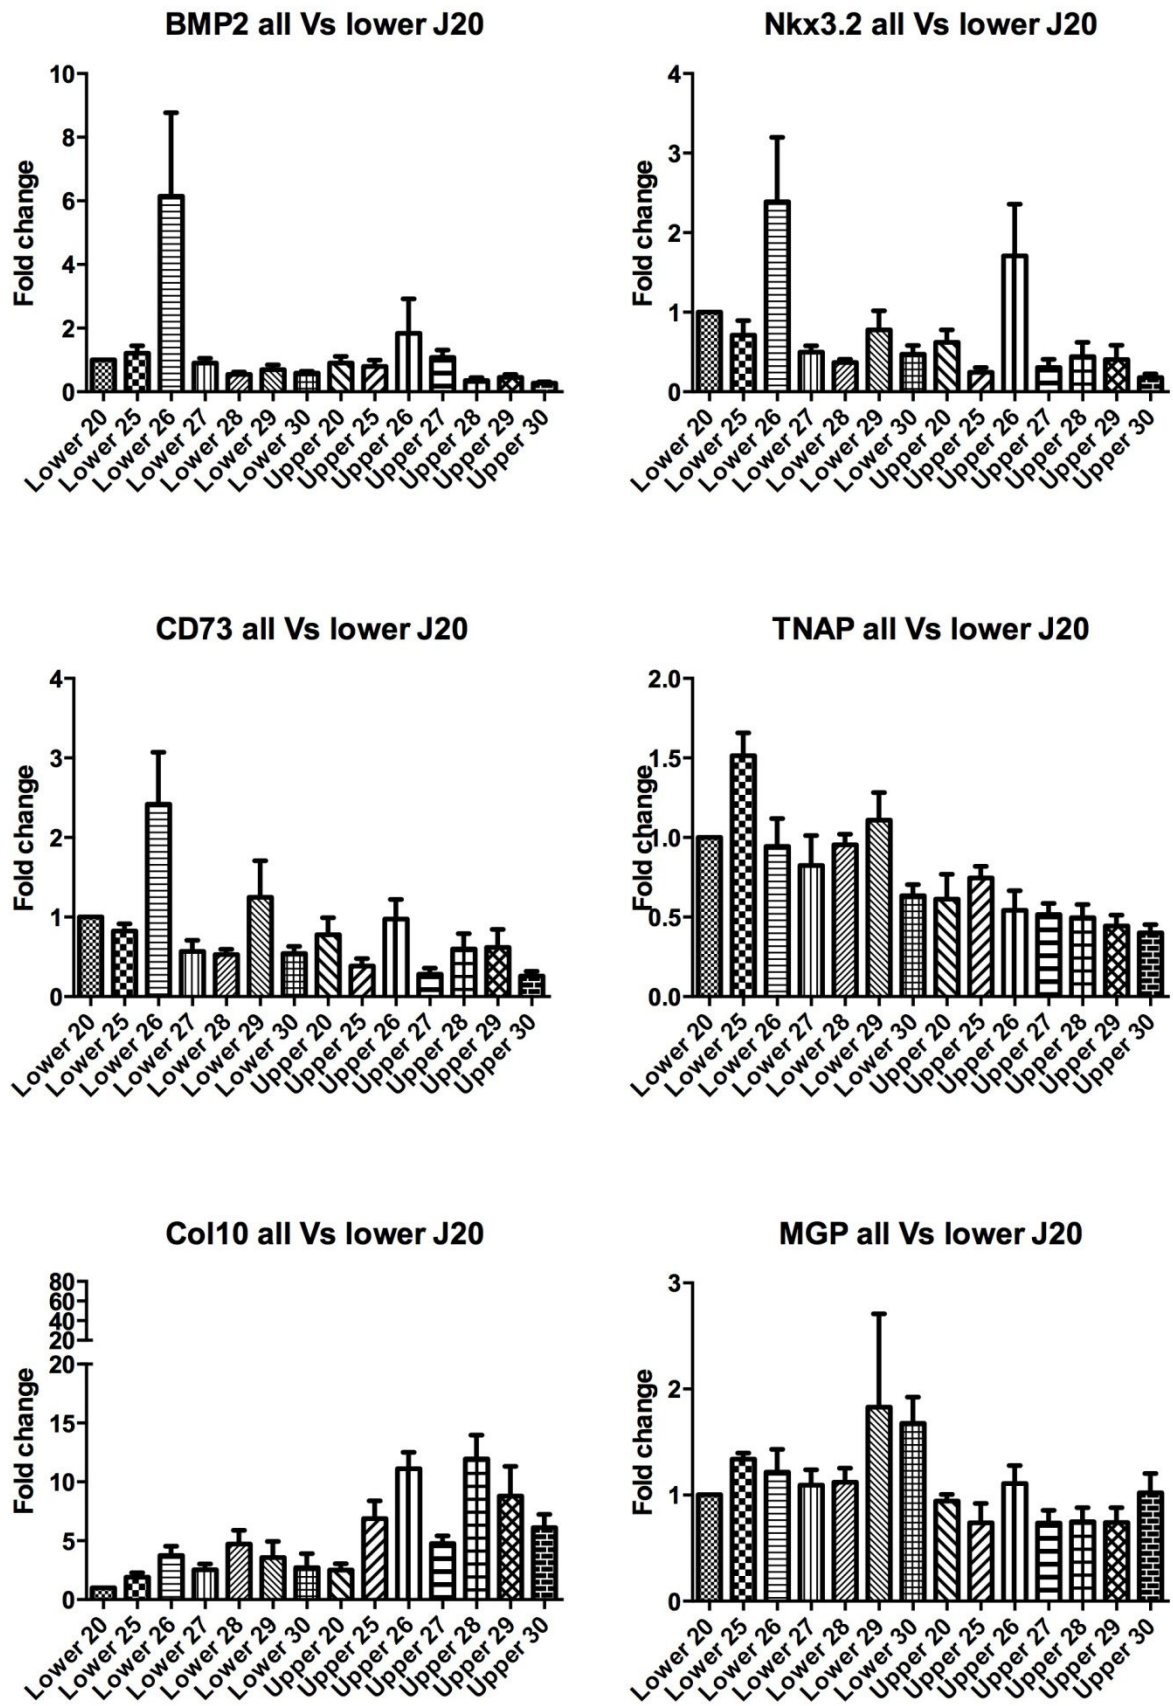 BMP2 all Vs lower J20
Fold change
10
8
6
4
2
0
Lower 20
Lower 25
Lower 26
Lower 27
Lower 28
Lower 29
Lower 30
Upper 20
Upper 25
Upper 26
Upper 27
Upper 28
Upper 29
Upper 30
Nkx3.2 all Vs lower J20
Fold change
4
3
2
1
0
Lower 20
Lower 25
Lower 26
Lower 27
Lower 28
Lower 29
Lower 30
Upper 20
Upper 25
Upper 26
Upper 27
Upper 28
Upper 29
Upper 30
CD73 all Vs lower J20
Fold change
4
3
2
1
0
Lower 20
Lower 25
Lower 26
Lower 27
Lower 28
Lower 29
Lower 30
Upper 20
Upper 25
Upper 26
Upper 27
Upper 28
Upper 29
Upper 30
TNAP all Vs lower J20
Fold change
2.0
1.5
1.0
0.5
0.0
Lower 20
Lower 25
Lower 26
Lower 27
Lower 28
Lower 29
Lower 30
Upper 20
Upper 25
Upper 26
Upper 27
Upper 28
Upper 29
Upper 30
Col10 all Vs lower J20
Fold change
80
60
40
20
20
15
10
5
0
Lower 20
Lower 25
Lower 26
Lower 27
Lower 28
Lower 29
Lower 30
Upper 20
Upper 25
Upper 26
Upper 27
Upper 28
Upper 29
Upper 30
MGP all Vs lower J20
Fold change
3
2
1
0
Lower 20
Lower 25
Lower 26
Lower 27
Lower 28
Lower 29
Lower 30
Upper 20
Upper 25
Upper 26
Upper 27
Upper 28
Upper 29
Upper 30